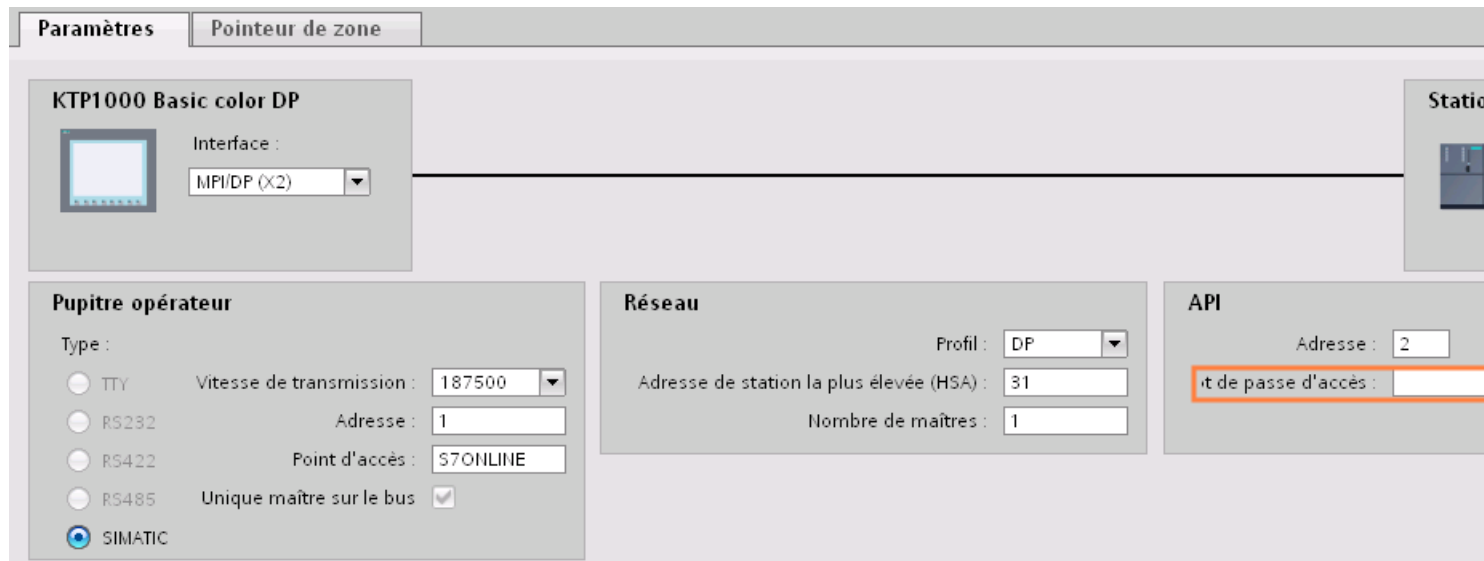 Paramètres Pointeur de zone
KTP1000 Basic color DP
Interface :
MPI/DP (X2)
Pupitre opérateur
Type :
TTY Vitesse de transmission : 187500
RS232 Adresse : 1
RS422 Point d'accès : S7ONLINE
RS485 Unique maître sur le bus
SIMATIC
Réseau
Profil : DP
Adresse de station la plus élevée (HSA) : 31
Nombre de maîtres : 1
Statio
API
Adresse : 2
t de passe d'accès :